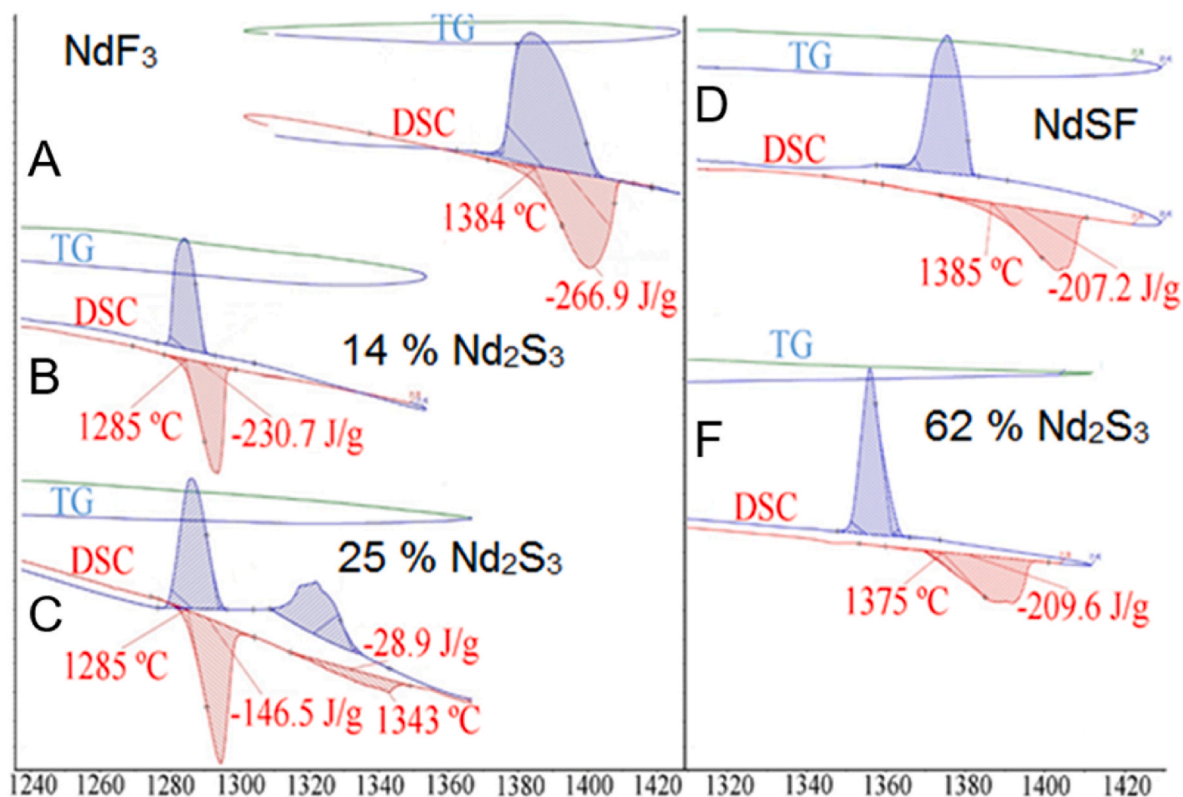 NdF₃
TG
DSC
A
1384 ºC
-266.9 J/g
TG
DSC
14 % Nd₂S₃
B
1285 ºC
-230.7 J/g
TG
DSC
25 % Nd₂S₃
C
1285 ºC
-28.9 J/g
-146.5 J/g
1343 ºC
TG
D
NdSF
DSC
1385 ºC
-207.2 J/g
TG
F
62 % Nd₂S₃
DSC
1375 ºC
-209.6 J/g
1240 1260 1280 1300 1320 1340 1360 1380 1400 1420
1320 1340 1360 1380 1400 1420